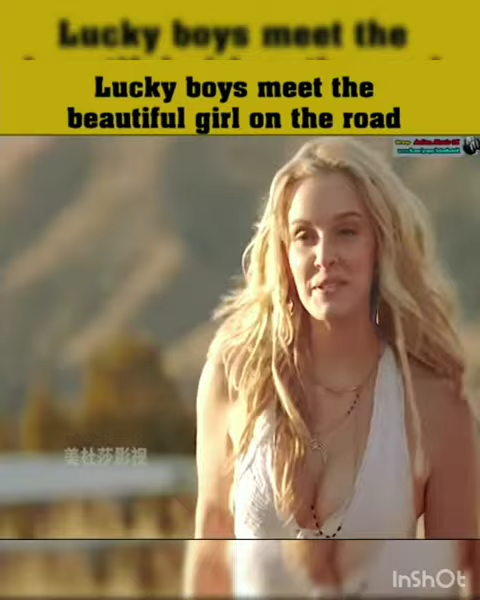 Lucky boys meet the
Lucky boys meet the
beautiful girl on the road
美杜莎影视
InShOt